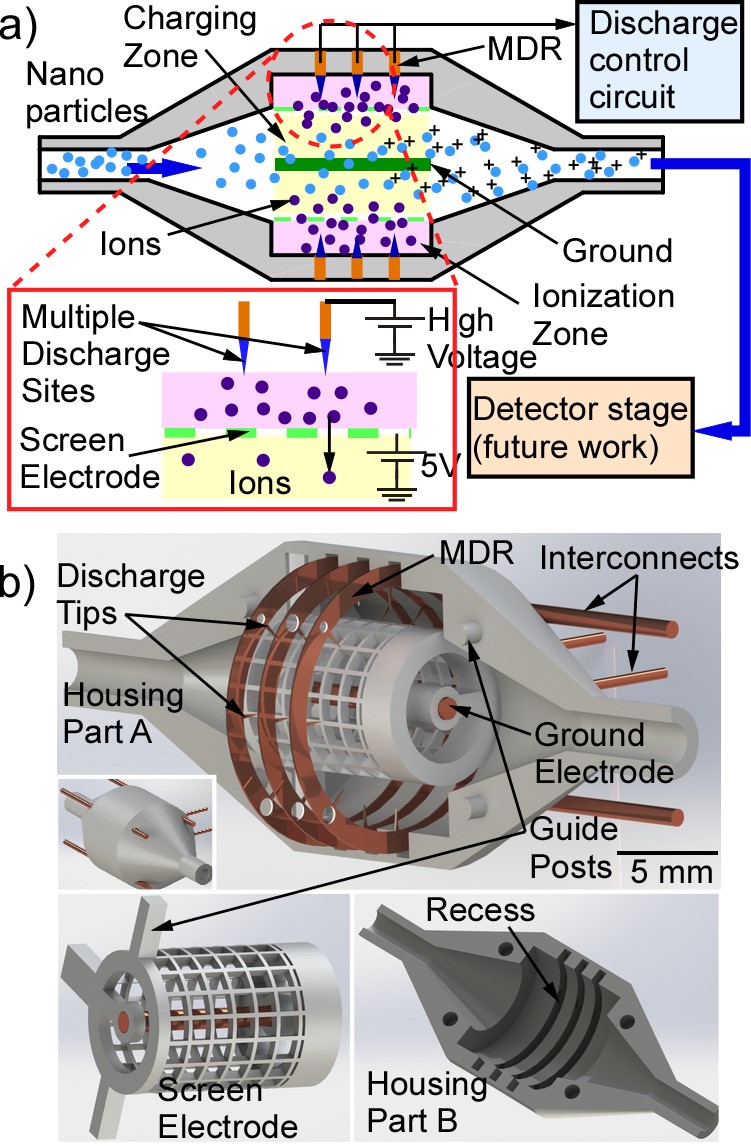 a)
Charging
Zone
MDR
Discharge
control
circuit
Nano
particles
Ions
Ground
Ionization
Zone
Multiple
Discharge
Sites
High
Voltage
Screen
Electrode
5V
Ions
Detector stage
(future work)
b)
MDR
Interconnects
Discharge
Tips
Housing
Part A
Ground
Electrode
Guide
Posts
5 mm
Recess
Screen
Electrode
Housing
Part B